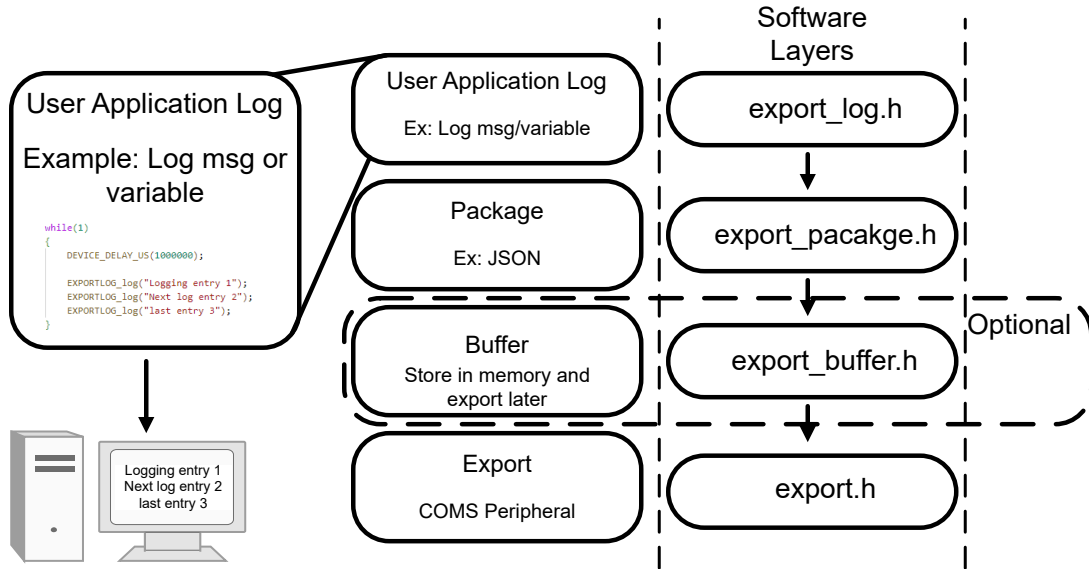 User Application Log
Example: Log msg or
variable
while(1)
{
DEVICE_DELAY_US(1000000);
EXPORTLOG_log("Logging entry 1");
EXPORTLOG_log("Next log entry 2");
EXPORTLOG_log("last entry 3");
}
Logging entry 1
Next log entry 2
last entry 3
User Application Log
Ex: Log msg/variable
Package
Ex: JSON
Buffer
Store in memory and
export later
Export
COMS Peripheral
Software
Layers
export_log.h
export_pacakge.h
export_buffer.h
export.h
Optional